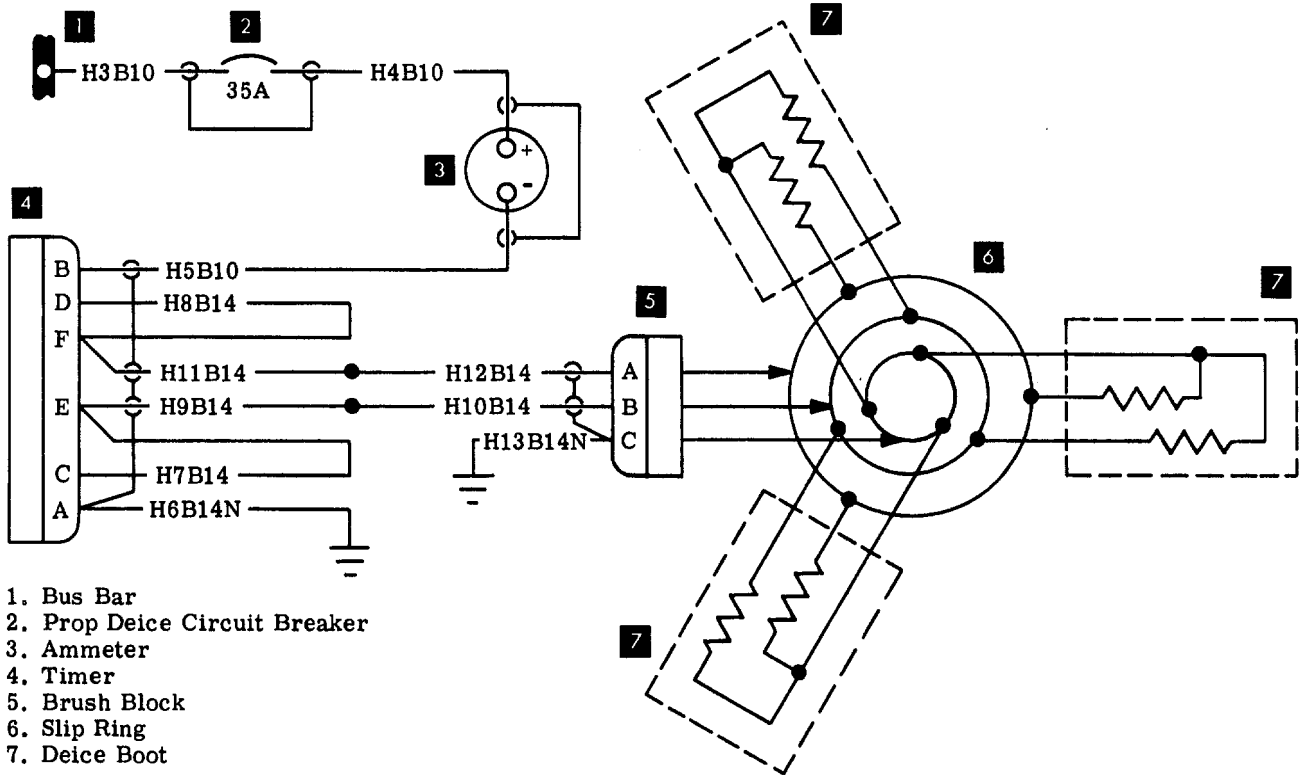 1
2
7
H3B10
H4B10
35A
3
+
-
4
B
H5B10
D
H8B14
F
H11B14
H12B14
E
H9B14
H10B14
H13B14N
C
H7B14
A
H6B14N
5
A
B
C
6
7
7
1. Bus Bar
2. Prop Deice Circuit Breaker
3. Ammeter
4. Timer
5. Brush Block
6. Slip Ring
7. Deice Boot